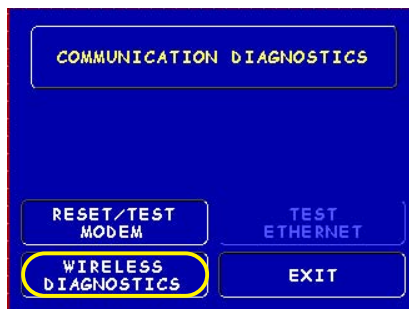 COMMUNICATION DIAGNOSTICS
RESET/TEST
MODEM
TEST
ETHERNET
WIRELESS
DIAGNOSTICS
EXIT